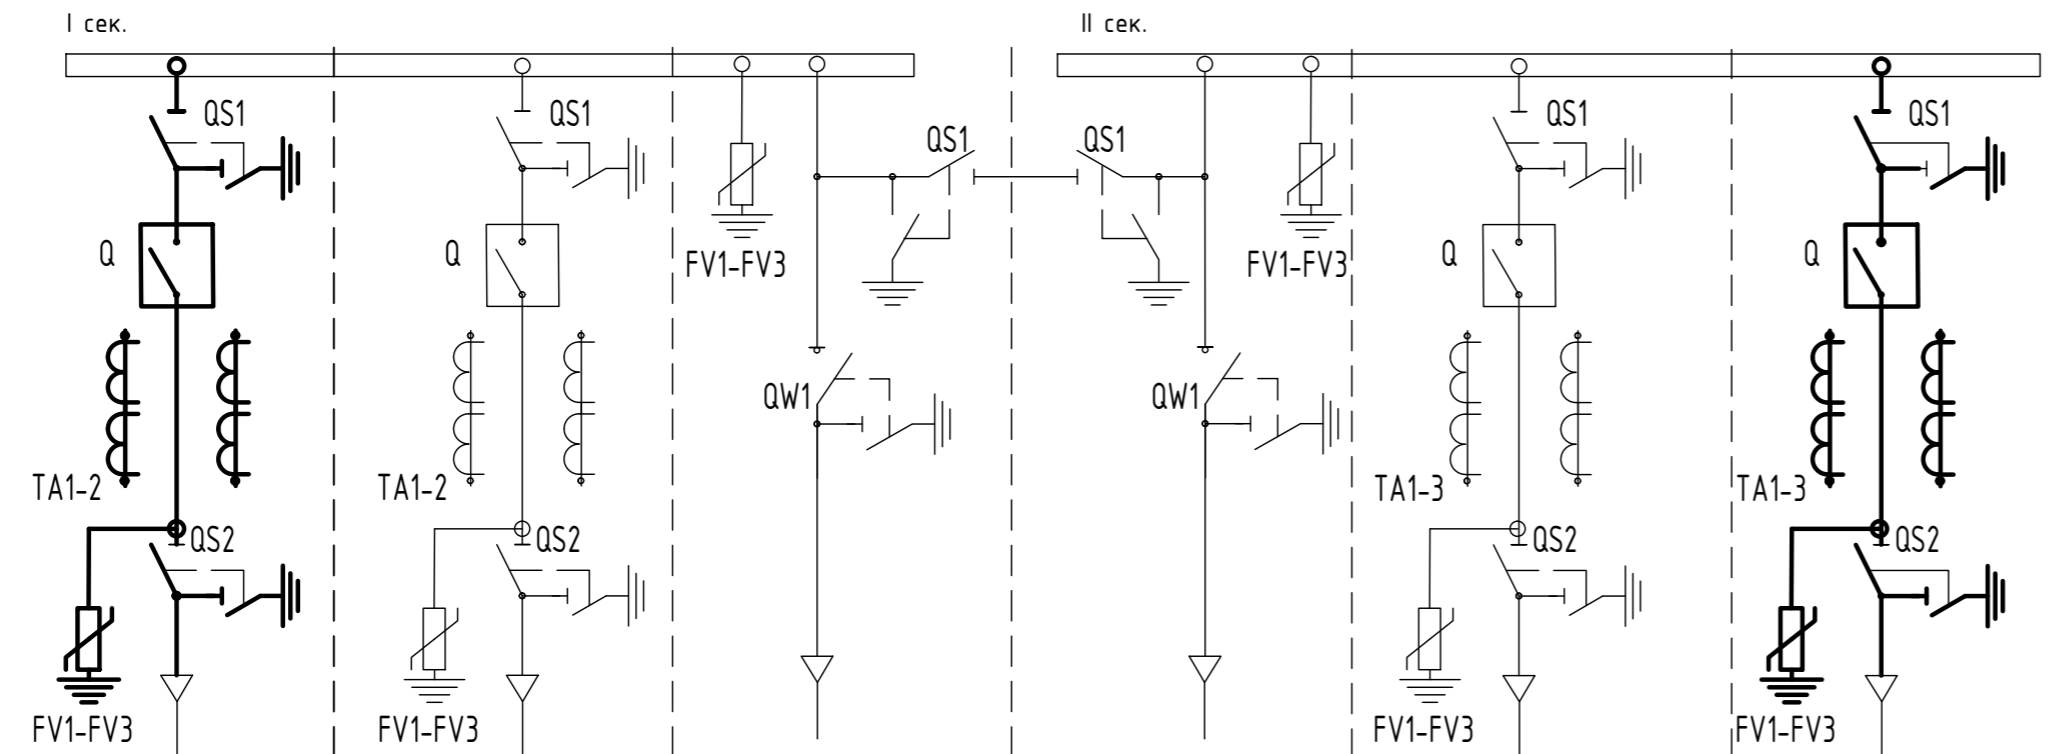 I сек.
II сек.
QS1
QS1
QS1
QS1
QS1
QS1
Q
Q
FV1-FV3
FV1-FV3
Q
Q
QW1
QW1
TA1-2
TA1-2
TA1-3
TA1-3
QS2
QS2
QS2
QS2
FV1-FV3
FV1-FV3
FV1-FV3
FV1-FV3